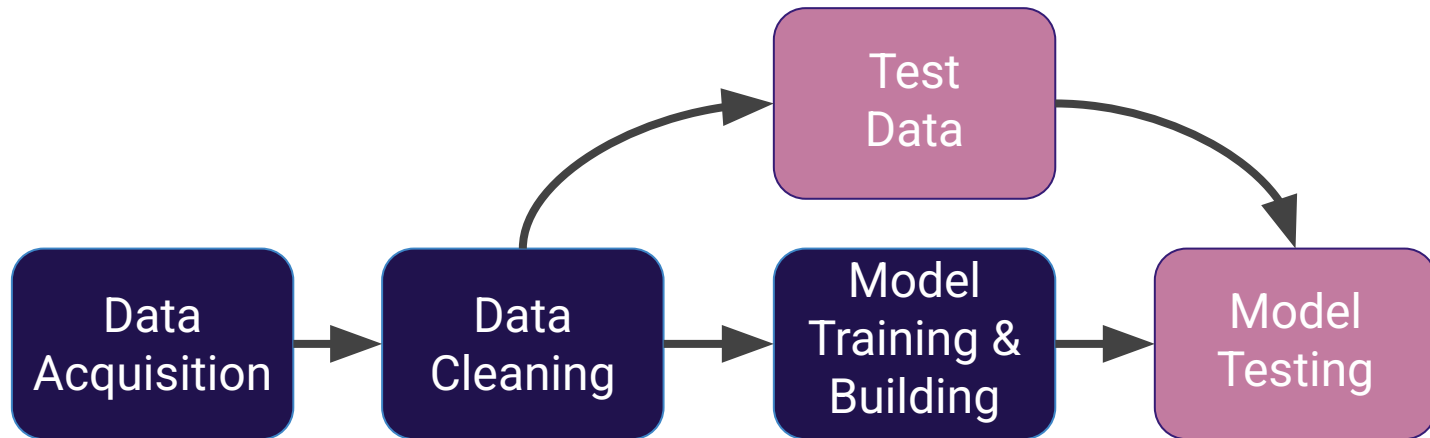 Test
Data
Data
Acquisition
Data
Cleaning
Model
Training &
Building
Model
Testing